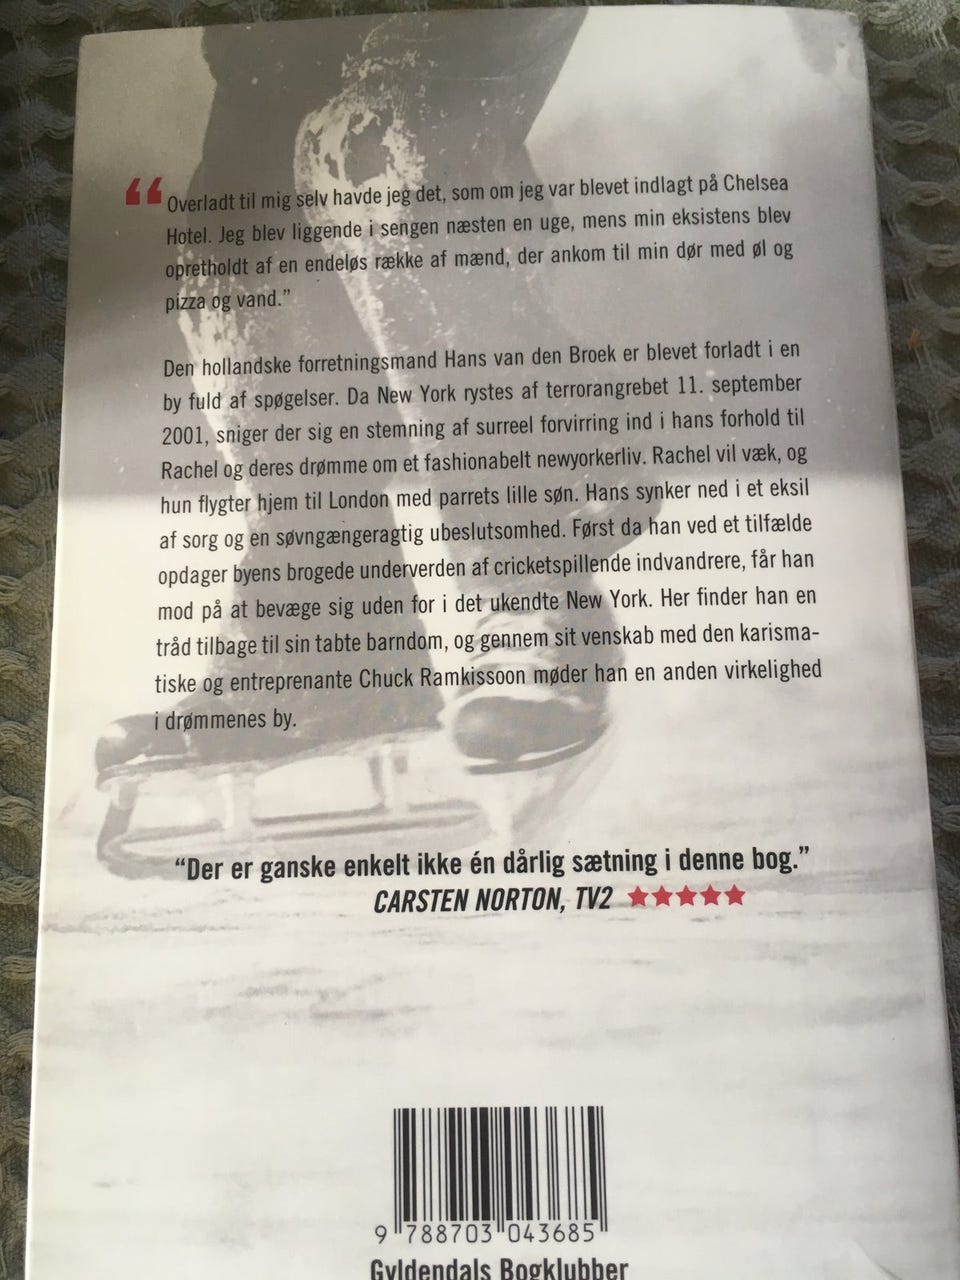 “Overladt til mig selv havde jeg det, som om jeg var blevet indlagt på Chelsea
Hotel. Jeg blev liggende i sengen næsten en uge, mens min eksistens blev
opretholdt af en endeløs række af mænd, der ankom til min dør med øl og
pizza og vand.”
Den hollandske forretningsmand Hans van den Broek er blevet forladt i en
by fuld af spøgelser. Da New York rystes af terrorangrebet 11. september
2001, sniger der sig en stemning af surreel forvirring ind i hans forhold til
Rachel og deres drømme om et fashionabelt newyorkerliv. Rachel vil væk, og
hun flygter hjem til London med parrets lille søn. Hans synker ned i et eksil
af sorg og en søvngængeragtig ubeslutsomhed. Først da han ved et tilfælde
opdager byens brogede underverden af cricketspillende indvandrere, får han
mod på at bevæge sig uden for i det ukendte New York. Her finder han en
tråd tilbage til sin tabte barndom, og gennem sit venskab med den karisma-
tiske og entreprenante Chuck Ramkissoon møder han en anden virkelighed
i drømmenes by.
“Der er ganske enkelt ikke én dårlig sætning i denne bog.”
CARSTEN NORTON, TV2 ★★★★★
9 788703 043685
Gyldendals Bogklubber